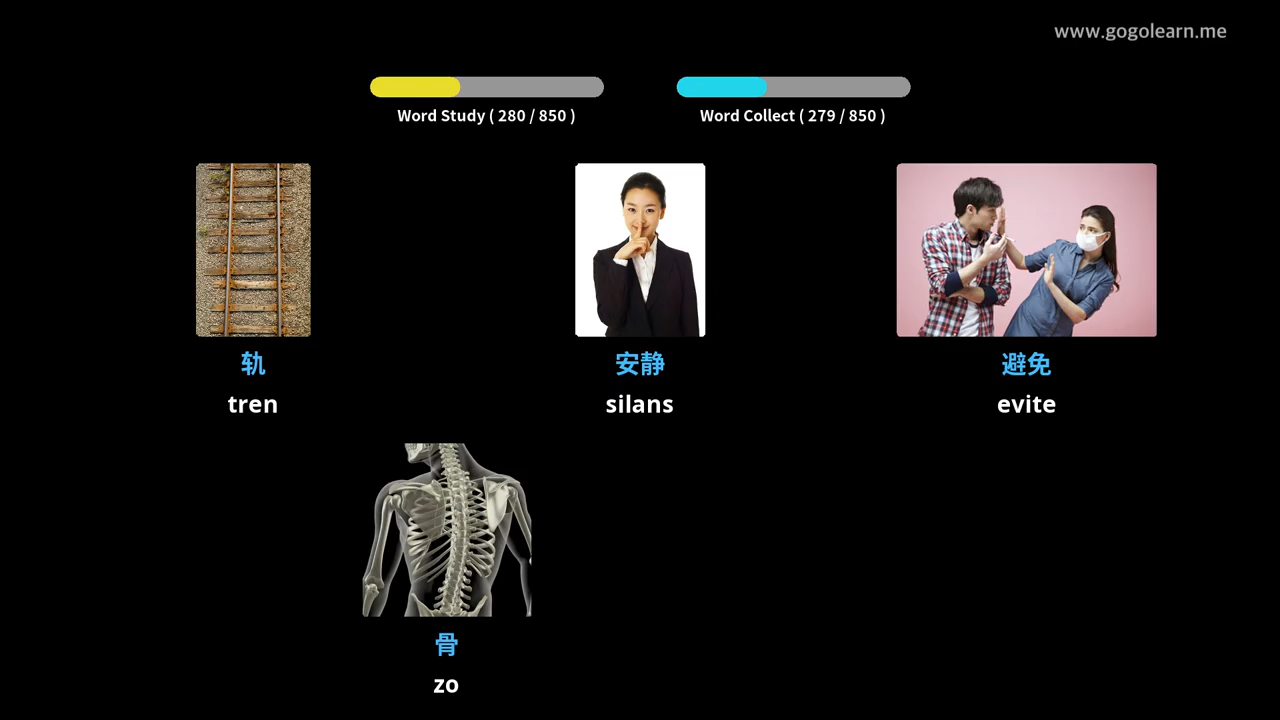 www.gogolearn.me
Word Study ( 280 / 850 )
Word Collect ( 279 / 850 )
轨
tren
安静
silans
避免
evite
骨
zo